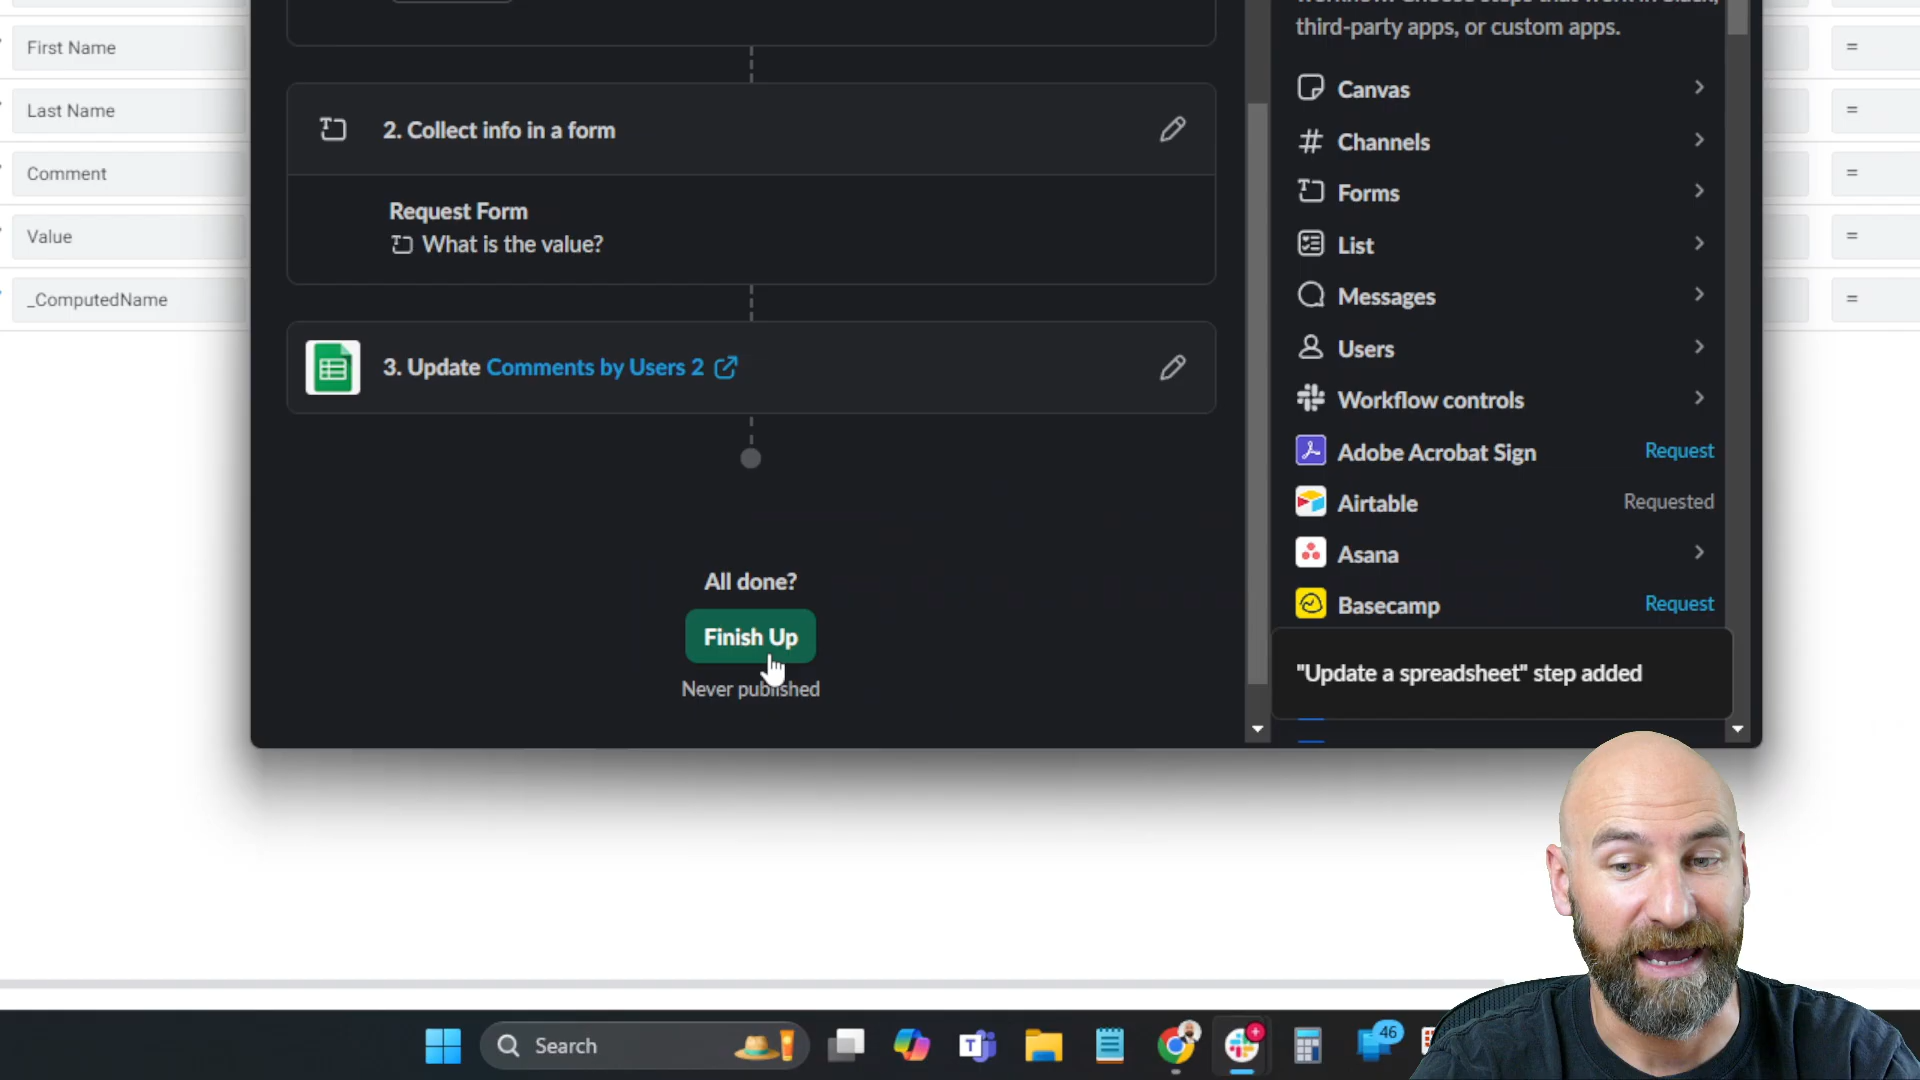 First Name
Last Name
Comment
Value
_ComputedName
=
=
=
=
=
2. Collect info in a form
Request Form
What is the value?
3. Update Comments by Users 2
All done?
Finish Up
Never published
third-party apps, or custom apps.
Canvas
Channels
Forms
List
Messages
Users
Workflow controls
Adobe Acrobat Sign Request
Airtable Requested
Asana
Basecamp Request
"Update a spreadsheet" step added
Search
T
46